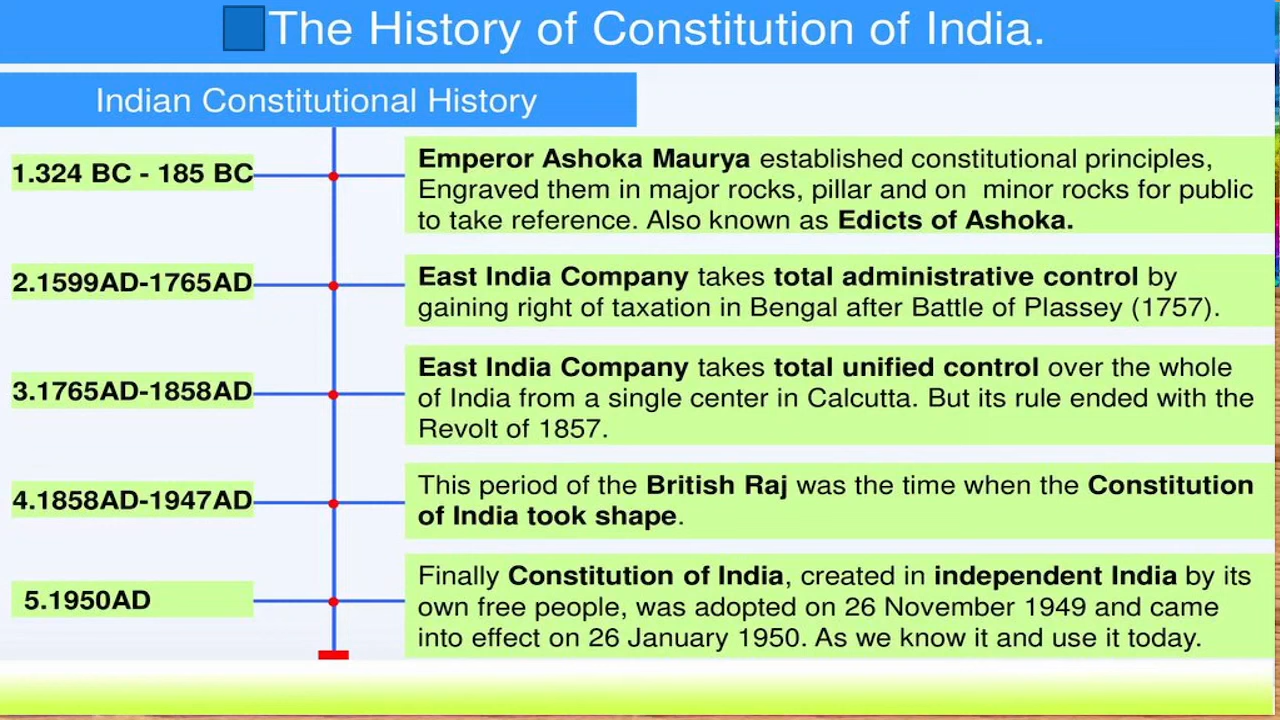 The History of Constitution of India.
Indian Constitutional History
1.324 BC - 185 BC
Emperor Ashoka Maurya established constitutional principles,
Engraved them in major rocks, pillar and on  minor rocks for public
to take reference. Also known as Edicts of Ashoka.
2.1599AD-1765AD
East India Company takes total administrative control by
gaining right of taxation in Bengal after Battle of Plassey (1757).
3.1765AD-1858AD
East India Company takes total unified control over the whole
of India from a single center in Calcutta. But its rule ended with the
Revolt of 1857.
4.1858AD-1947AD
This period of the British Raj was the time when the Constitution
of India took shape.
5.1950AD
Finally Constitution of India, created in independent India by its
own free people, was adopted on 26 November 1949 and came
into effect on 26 January 1950. As we know it and use it today.